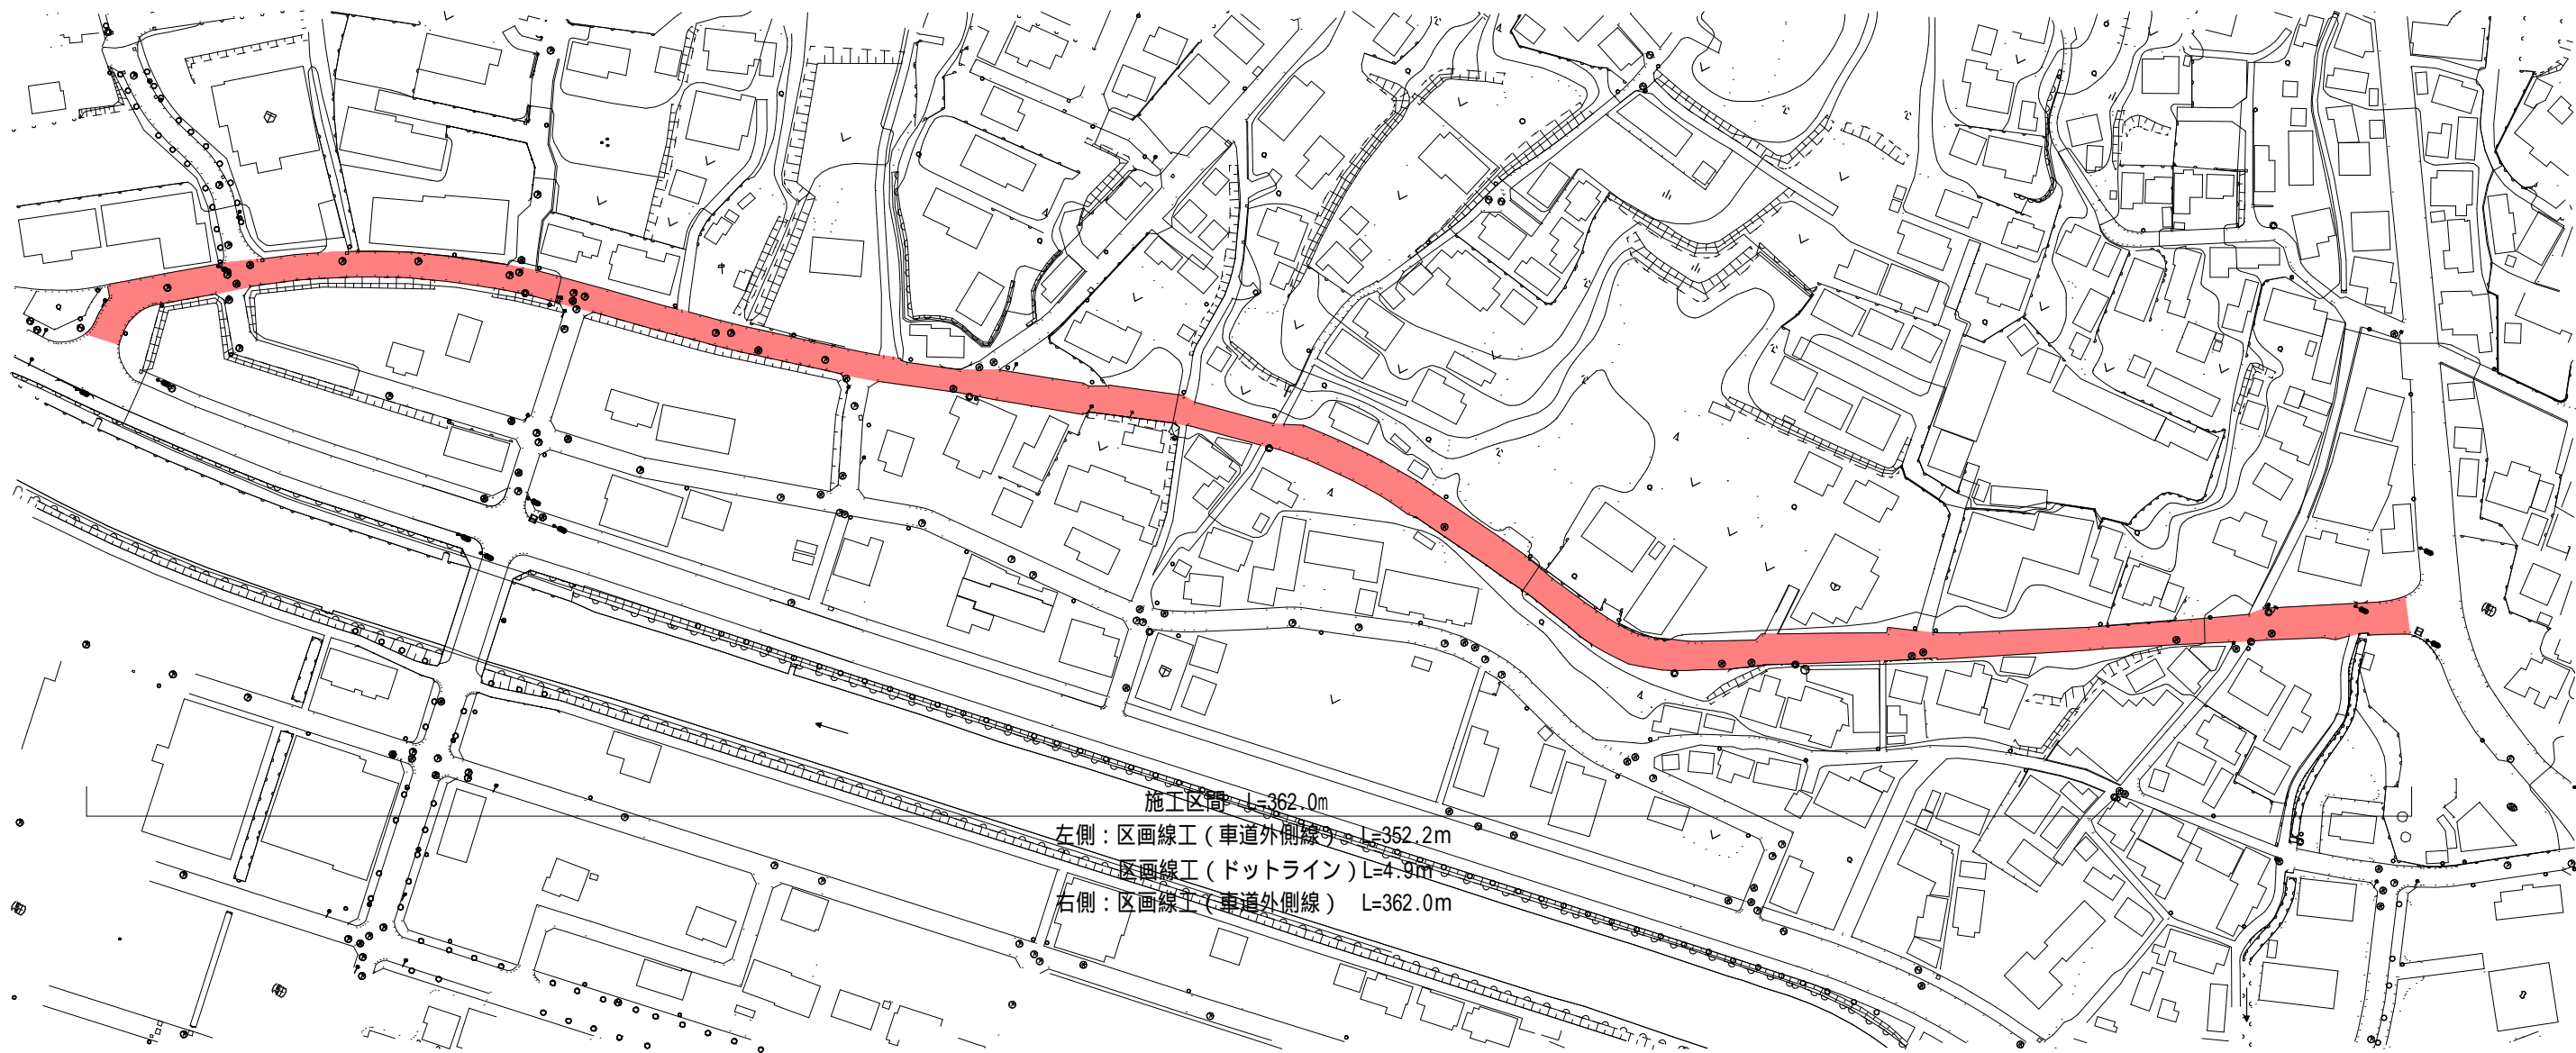 施工区間　L=362.0m
左側：区画線工（車道外側線）　L=352.2m
区画線工（ドットライン）L=4.9m
右側：区画線工（車道外側線）　L=362.0m